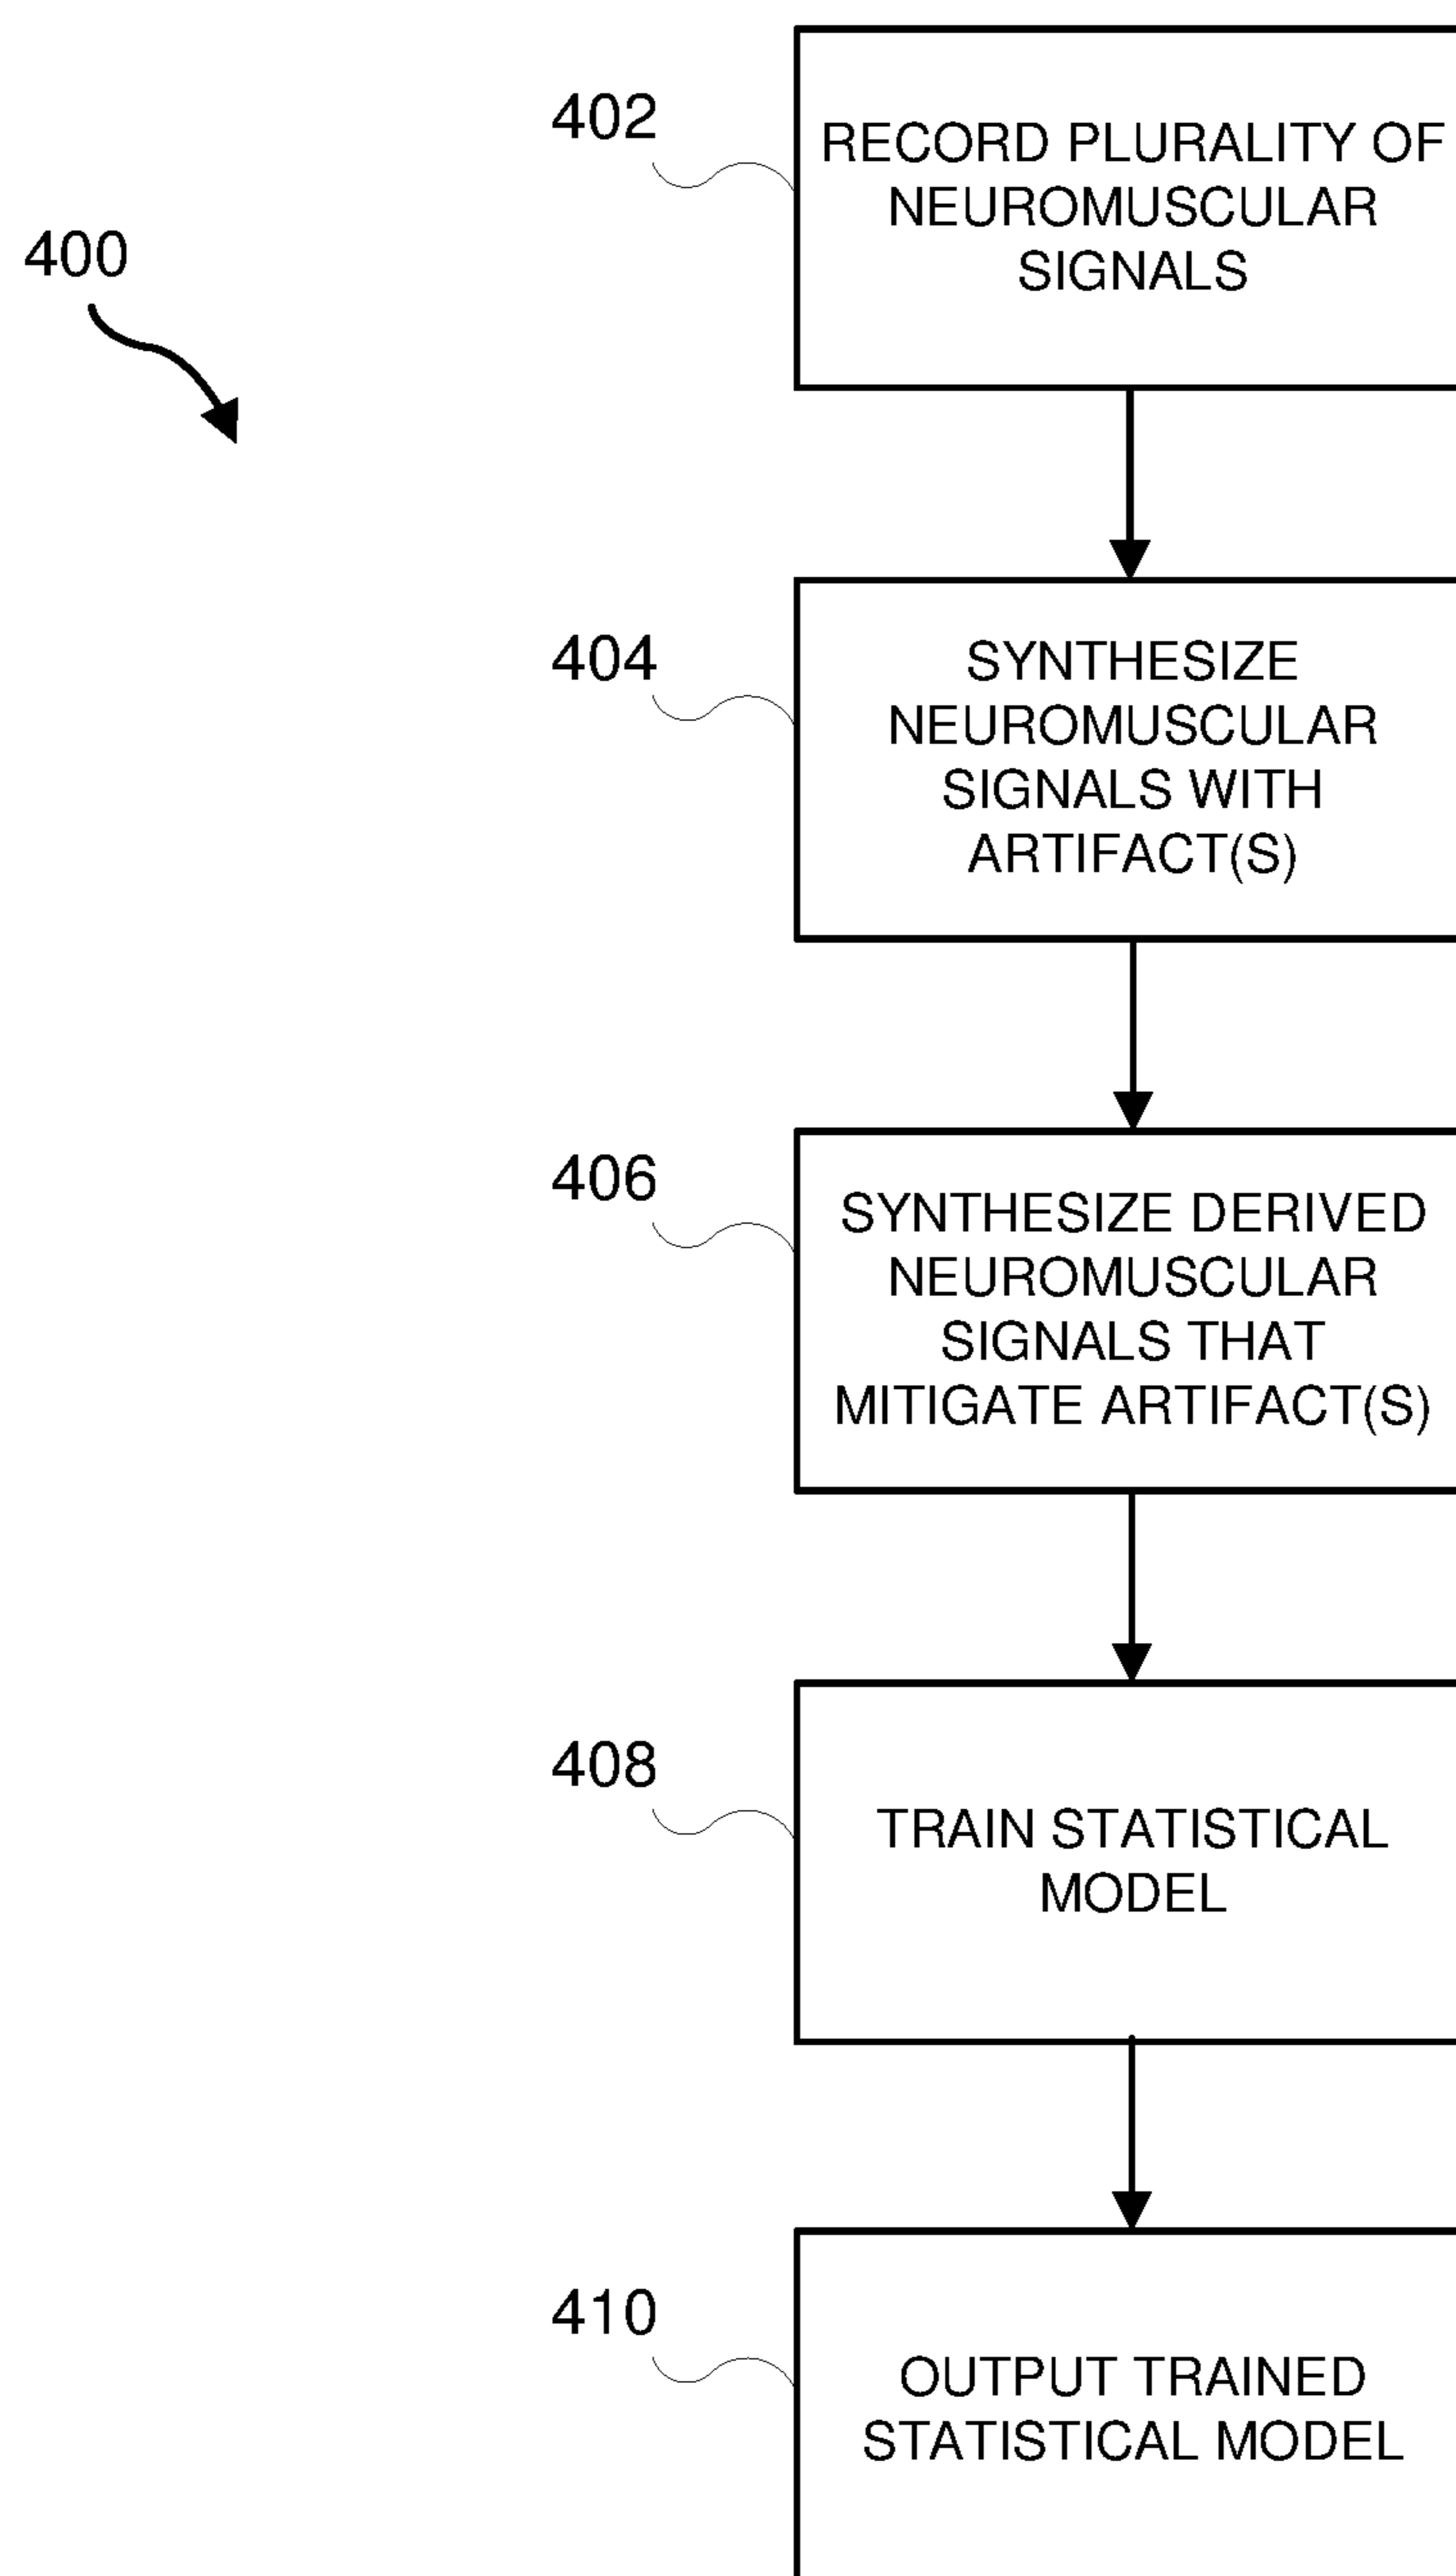 402
RECORD PLURALITY OF
NEUROMUSCULAR
SIGNALS
400
404
SYNTHESIZE
NEUROMUSCULAR
SIGNALS WITH
ARTIFACT(S)
406
SYNTHESIZE DERIVED
NEUROMUSCULAR
SIGNALS THAT
MITIGATE ARTIFACT(S)
408
TRAIN STATISTICAL
MODEL
410
OUTPUT TRAINED
STATISTICAL MODEL